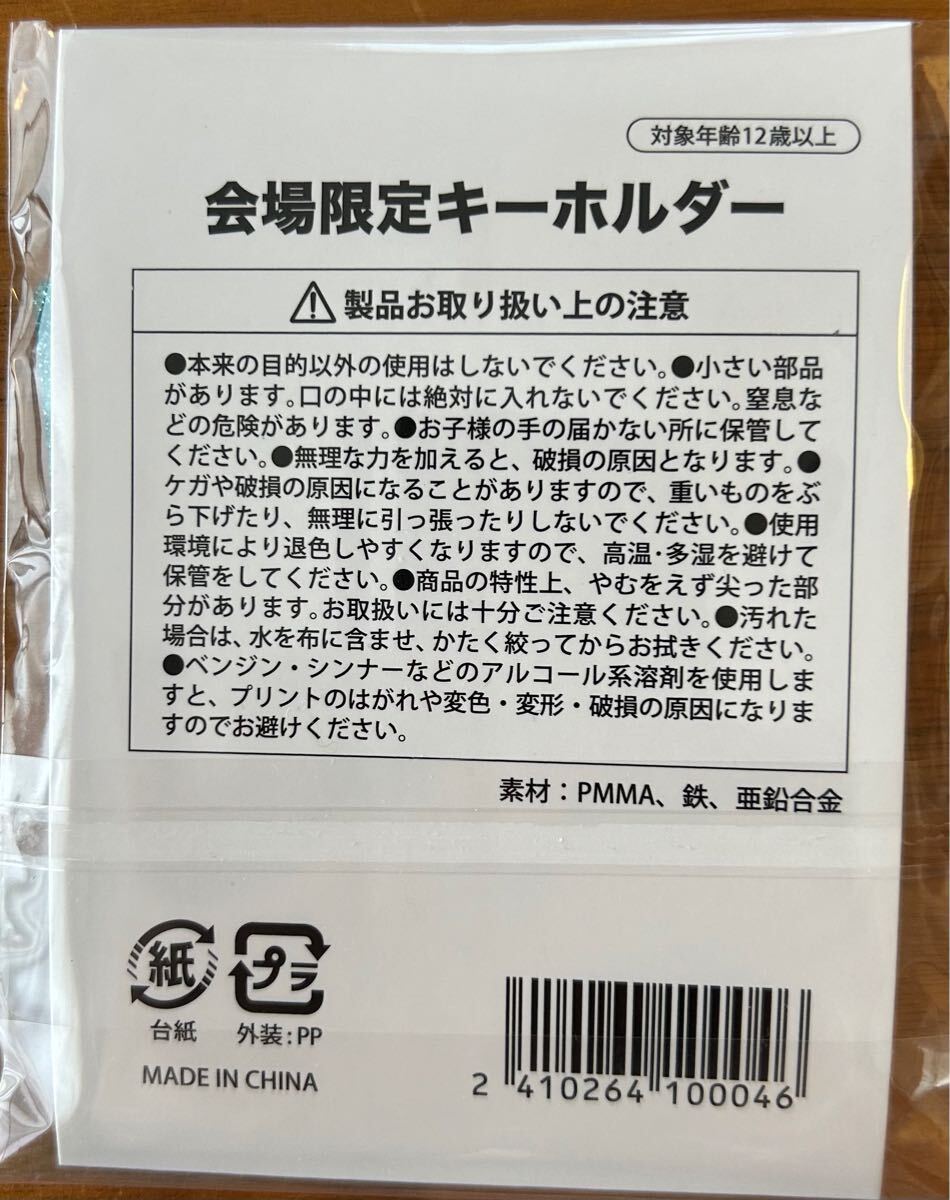 対象年齢12歳以上
会場限定キーホルダー
⚠製品お取り扱い上の注意
●本来の目的以外の使用はしないでください。●小さい部品
があります。口の中には絶対に入れないでください。窒息な
どの危険があります。●お子様の手の届かない所に保管して
ください。●無理な力を加えると、破損の原因となります。●
ケガや破損の原因になることがありますので、重いものをぶ
ら下げたり、無理に引っ張ったりしないでください。●使用
環境により退色しやすくなりますので、高温・多湿を避けて
保管をしてください。●商品の特性上、やむをえず尖った部
分があります。お取扱いには十分ご注意ください。●汚れた
場合は、水を布に含ませ、かたく絞ってからお拭きください。
●ベンジン・シンナーなどのアルコール系溶剤を使用しま
すと、プリントのはがれや変色・変形・破損の原因になりま
すのでお避けください。
素材：PMMA、鉄、亜鉛合金
紙 プラ
台紙 外装:PP
MADE IN CHINA
2 410264 100046